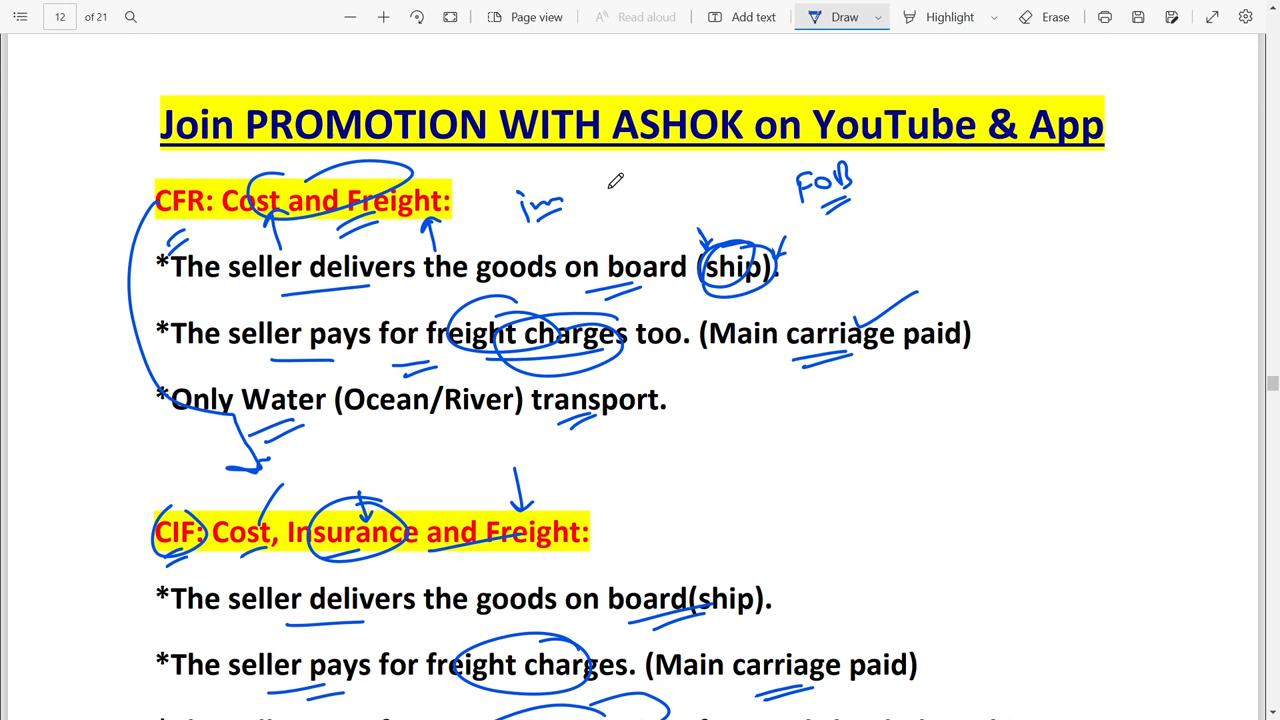 12 of 21 Page view Read aloud Add text Draw Highlight Erase
Join PROMOTION WITH ASHOK on YouTube & App
CFR: Cost and Freight:
im
FOB
*The seller delivers the goods on board (ship).
*The seller pays for freight charges too. (Main carriage paid)
*Only Water (Ocean/River) transport.
CIF: Cost, Insurance and Freight:
*The seller delivers the goods on board(ship).
*The seller pays for freight charges. (Main carriage paid)